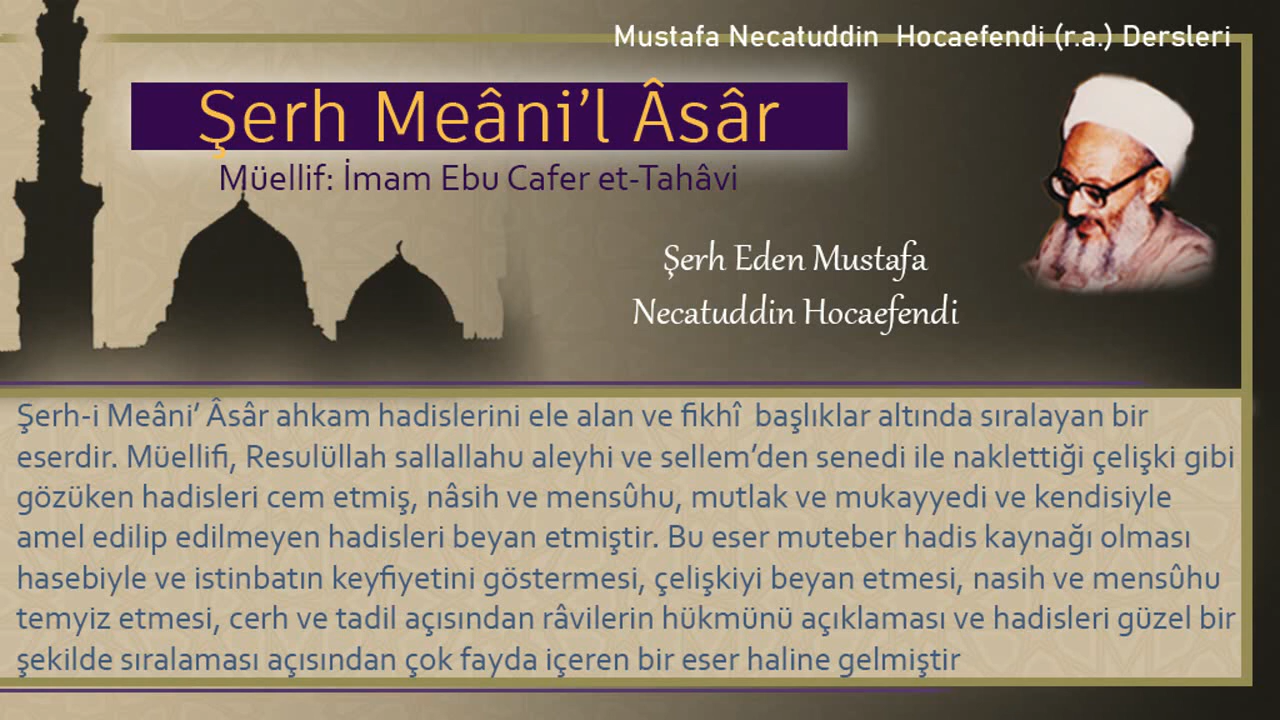 Mustafa Necatuddin Hocaefendi (r.a.) Dersleri
Şerh Meâni’l Âsâr
Müellif: İmam Ebu Cafer et-Tahâvi
Şerh Eden Mustafa
Necatuddin Hocaefendi
Şerh-i Meâni’ Âsâr ahkam hadislerini ele alan ve fikhî başlıklar altında sıralayan bir
eserdir. Müellifi, Resulüllah sallallahu aleyhi ve sellem’den senedi ile naklettiği çelişki gibi
gözüken hadisleri cem etmiş, nâsih ve mensûhu, mutlak ve mukayyedi ve kendisiyle
amel edilip edilmeyen hadisleri beyan etmiştir. Bu eser muteber hadis kaynağı olması
hasebiyle ve istinbatın keyfiyetini göstermesi, çelişkiyi beyan etmesi, nasih ve mensûhu
temyiz etmesi, cerh ve tadil açısından râvilerin hükmünü açıklaması ve hadisleri güzel bir
şekilde sıralaması açısından çok fayda içeren bir eser haline gelmiştir